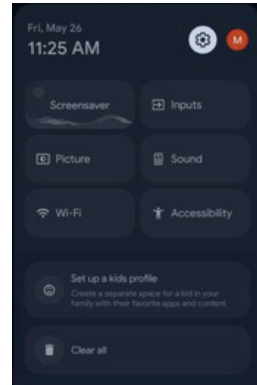 Fri, May 26
11:25 AM
M
Screensaver
Inputs
Picture
Sound
Wi-Fi
Accessibility
Set up a kids profile
Create a separate space for a kid in your
family with their favorite apps and content
Clear all